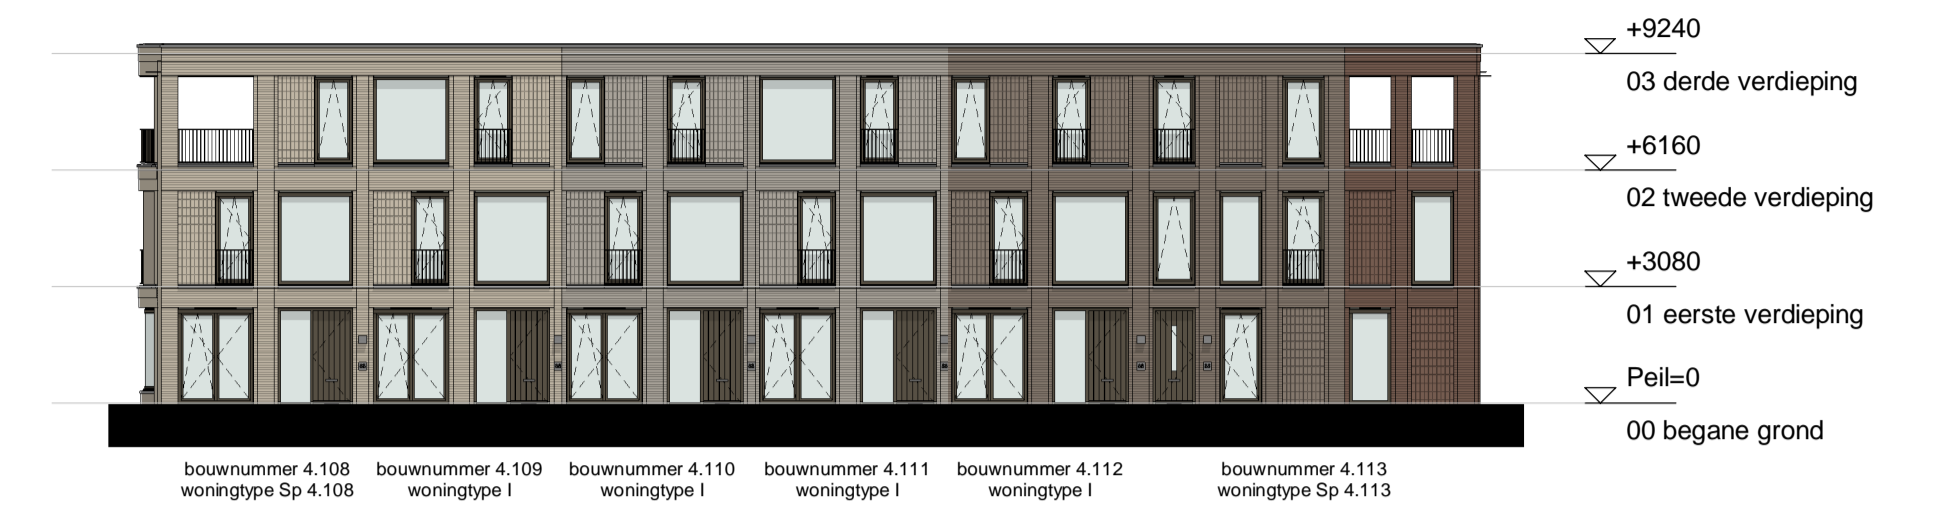 +9240
03 derde verdieping
+6160
02 tweede verdieping
+3080
01 eerste verdieping
Peil=0
00 begane grond
bouwnummer 4.108
woningtype Sp 4.108
bouwnummer 4.109
woningtype I
bouwnummer 4.110
woningtype I
bouwnummer 4.111
woningtype I
bouwnummer 4.112
woningtype I
bouwnummer 4.113
woningtype Sp 4.113